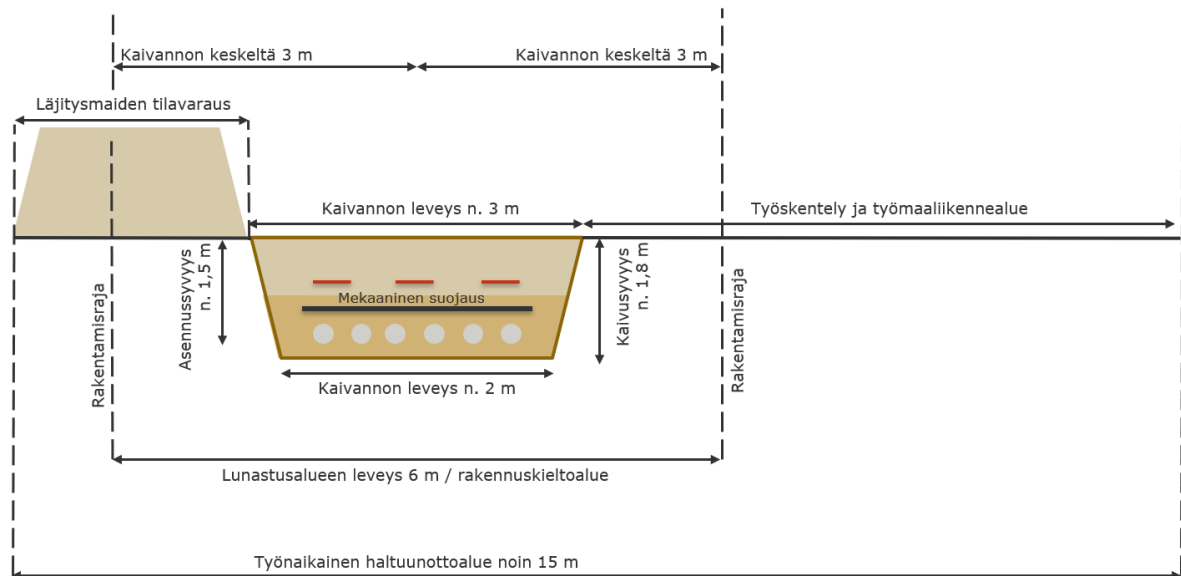 Kaivannon keskeltä 3 m
Kaivannon keskeltä 3 m
Läjitysmaiden tilavaraus
Kaivannon leveys n. 3 m
Työskentely ja työmaaliikennealue
Asennussyvyys
n. 1,5 m
Kaivusyvyys
n. 1,8 m
Mekaaninen suojaus
Rakentamisraja
Rakentamisraja
Kaivannon leveys n. 2 m
Lunastusalueen leveys 6 m / rakennuskieltoalue
Työnaikainen haltuunottoalue noin 15 m